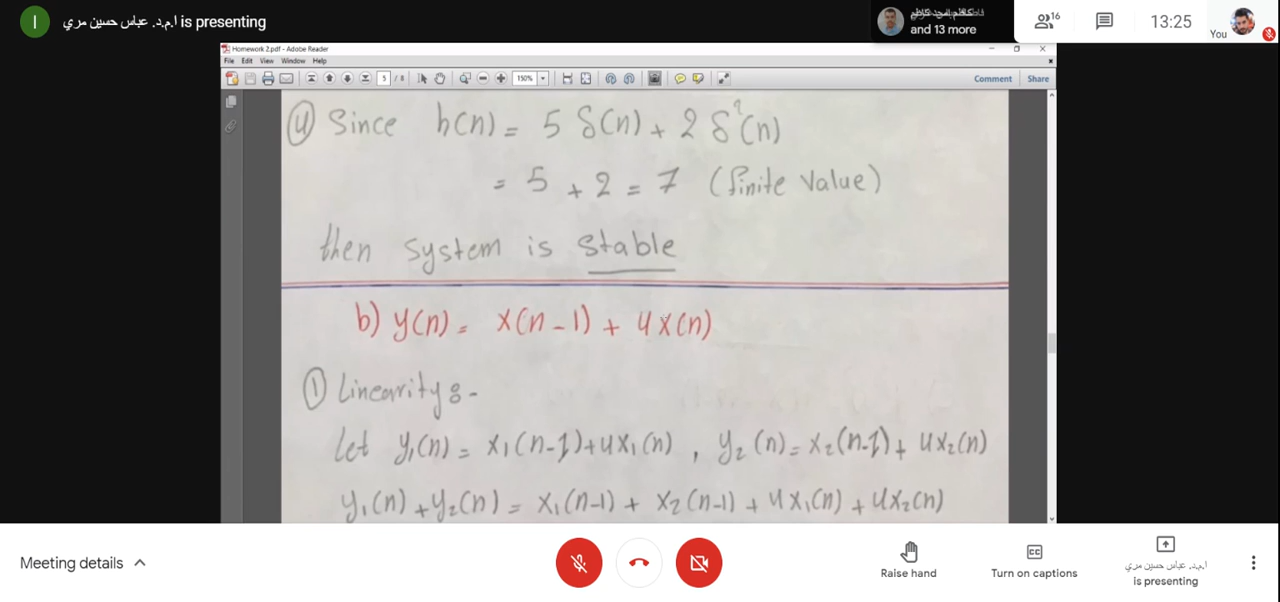 I
ا.م.د. عباس حسين مري is presenting
and 13 more
16
13:25
You
Homework 2.pdf - Adobe Reader
File Edit View Window Help
5 / 8
150%
Comment Share
④ Since h(n) = 5 δ(n) + 2 δ²(n)
= 5 + 2 = 7 (finite value)
then system is stable
b) y(n) = x(n-1) + 4x(n)
① Linearity :-
Let y₁(n) = x₁(n-1)+4x₁(n) , y₂(n) = x₂(n-1) + 4x₂(n)
y₁(n) + y₂(n) = x₁(n-1) + x₂(n-1) + 4x₁(n) + 4x₂(n)
Meeting details
Raise hand
Turn on captions
ا.م.د. عباس حسين مري
is presenting